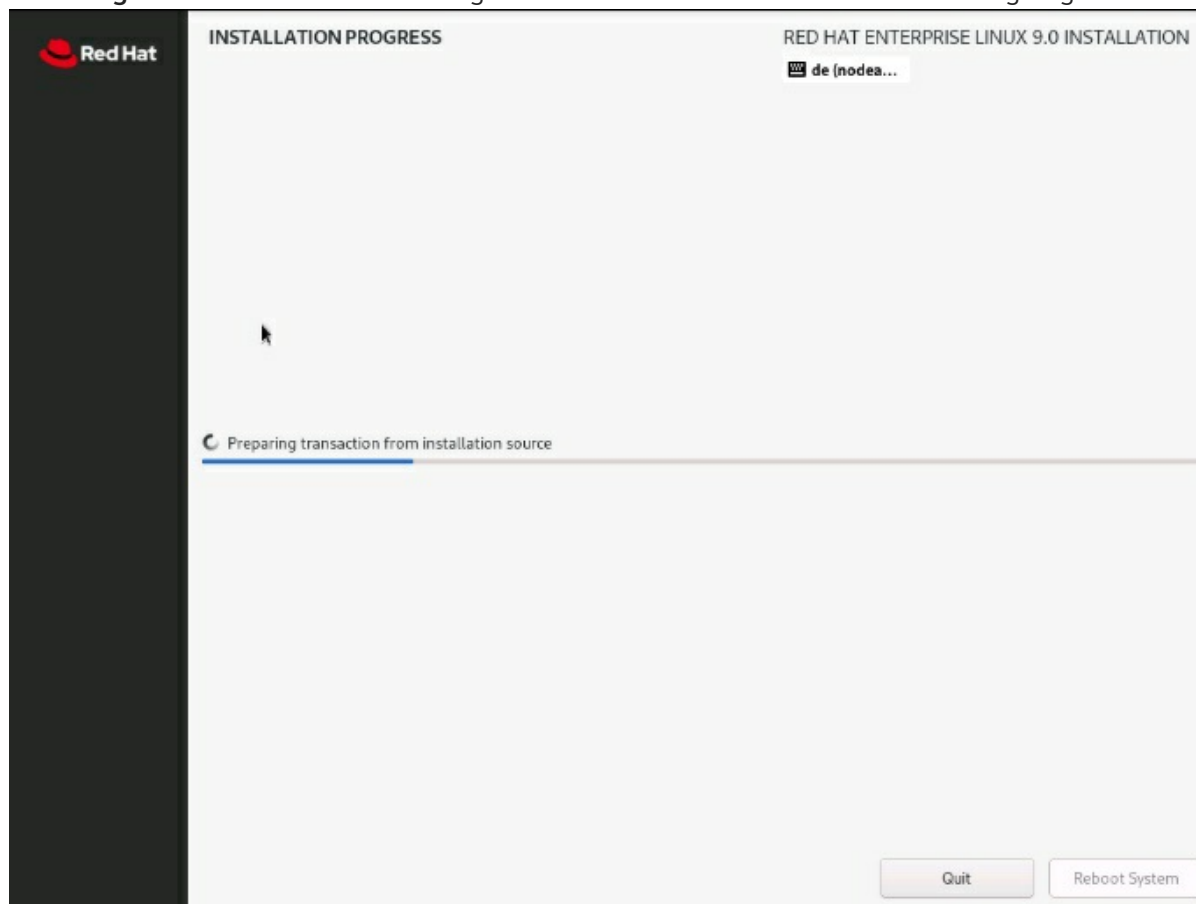 Red Hat
INSTALLATION PROGRESS
RED HAT ENTERPRISE LINUX 9.0 INSTALLATION
de (nodea...
Preparing transaction from installation source
Quit
Reboot System